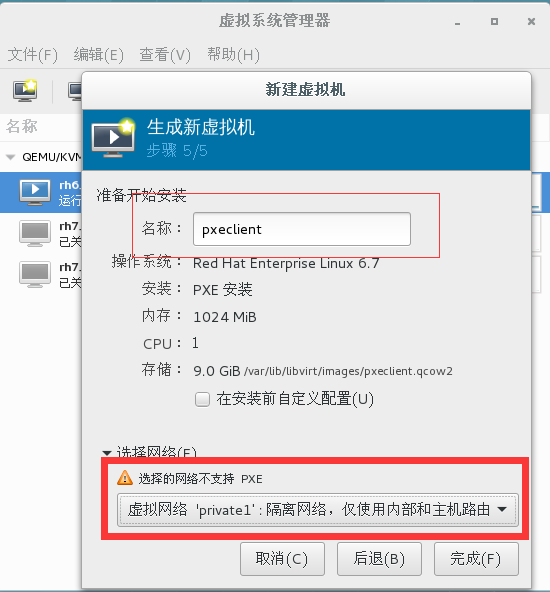 虚拟系统管理器
文件(F) 编辑(E) 查看(V) 帮助(H)
名称
QEMU/KVM
rh6.
运行
rh7.
已关
rh7.
已关
新建虚拟机
生成新虚拟机
步骤 5/5
准备开始安装
名称： pxeclient
操作系统： Red Hat Enterprise Linux 6.7
安装： PXE 安装
内存： 1024 MiB
CPU： 1
存储： 9.0 GiB /var/lib/libvirt/images/pxeclient.qcow2
在安装前自定义配置(U)
选择网络(E)
选择的网络不支持 PXE
虚拟网络 'private1' : 隔离网络，仅使用内部和主机路由
取消(C) 后退(B) 完成(F)